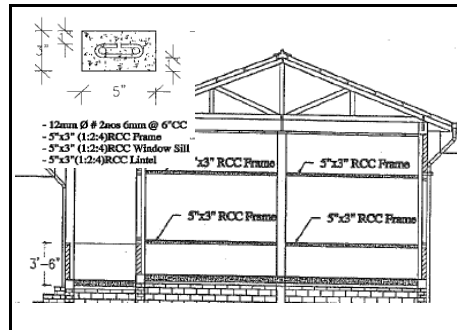 3"
5"
- 12mm Ø # 2nos 6mm @ 6"CC
- 5"x3" (1:2:4)RCC Frame
- 5"x3" (1:2:4)RCC Window Sill
- 5"x3"(1:2:4)RCC Lintel
"x3" RCC Frame
5"x3" RCC Frame
5"x3" RCC Frame
5"x3" RCC Frame
3'-6"